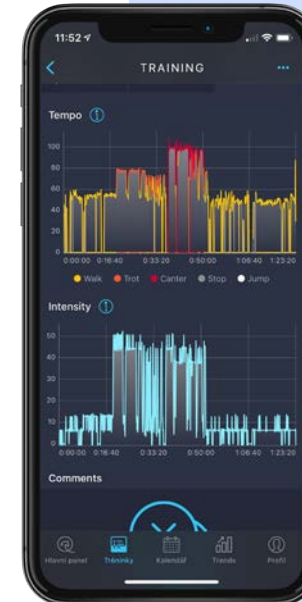 11:52
TRAINING
Tempo
100
80
60
40
20
0
0:00:00 0:16:40 0:33:20 0:50:00 1:06:40 1:23:20
Walk Trot Canter Stop Jump
Intensity
50
40
30
20
10
0
0:00:00 0:16:40 0:33:20 0:50:00 1:06:40 1:23:20
Comments
Hlavní panel Tréninky Kalendář Trends Profil